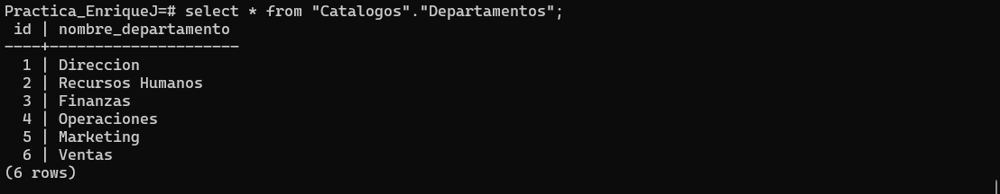 Practica_EnriqueJ=# select * from "Catalogos"."Departamentos";
 id | nombre_departamento
----+---------------------
  1 | Direccion
  2 | Recursos Humanos
  3 | Finanzas
  4 | Operaciones
  5 | Marketing
  6 | Ventas
(6 rows)